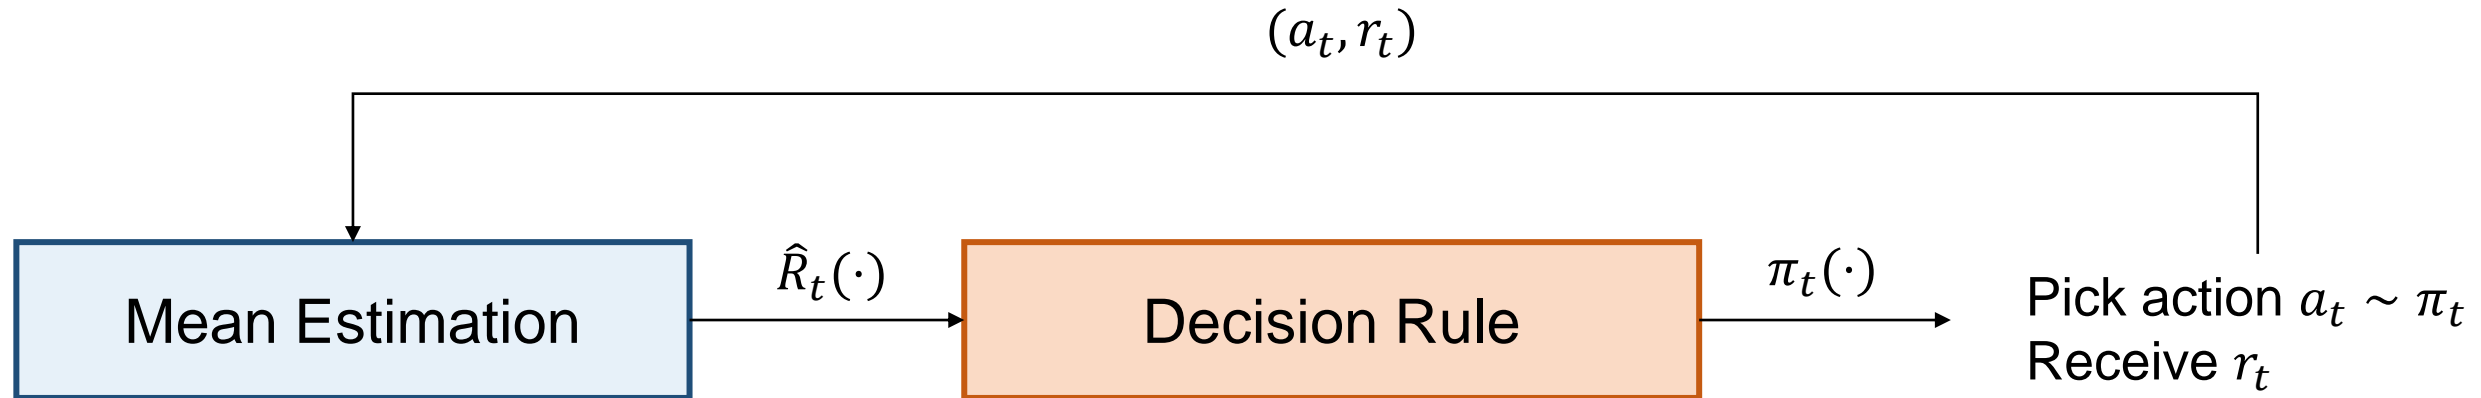 (a_t, r_t)
Mean Estimation
R̂_t(·)
Decision Rule
π_t(·)
Pick action a_t ~ π_t
Receive r_t